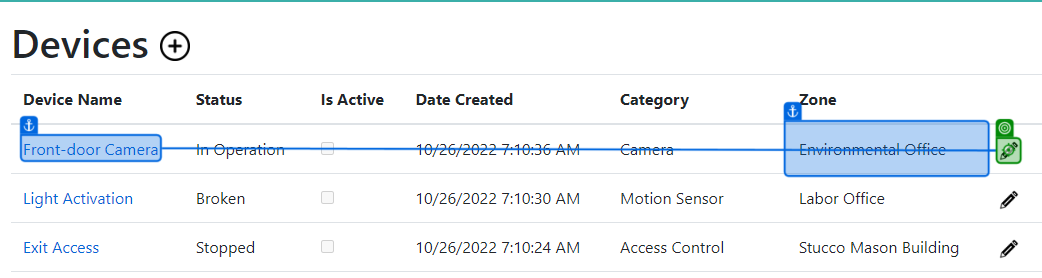 Devices
Device Name Status Is Active Date Created Category Zone
Front-door Camera In Operation 10/26/2022 7:10:36 AM Camera Environmental Office
Light Activation Broken 10/26/2022 7:10:30 AM Motion Sensor Labor Office
Exit Access Stopped 10/26/2022 7:10:24 AM Access Control Stucco Mason Building